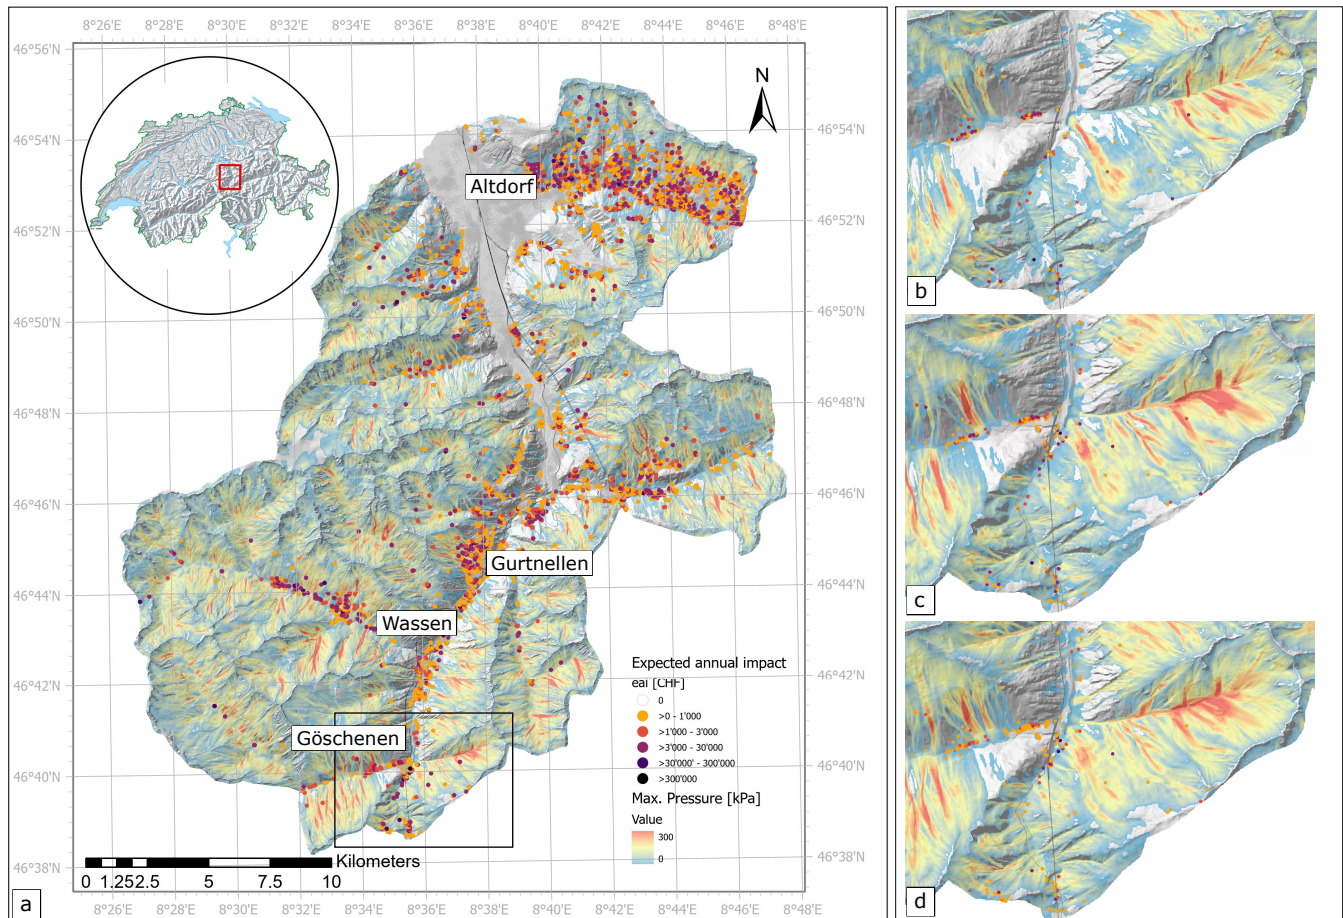 8°26'E 8°28'E 8°30'E 8°32'E 8°34'E 8°36'E 8°38'E 8°40'E 8°42'E 8°44'E 8°46'E 8°48'E
46°56'N
46°54'N 46°54'N
46°52'N 46°52'N
46°50'N 46°50'N
46°48'N 46°48'N
46°46'N 46°46'N
46°44'N 46°44'N
46°42'N 46°42'N
46°40'N 46°40'N
46°38'N 46°38'N
N
Altdorf
Gurtnellen
Wassen
Göschenen
Expected annual impact
eai [CHF]
0
>0 - 1'000
>1'000 - 3'000
>3'000 - 30'000
>30'000' - 300'000
>300'000
Max. Pressure [kPa]
Value
300
0
Kilometers
0 1.25 2.5 5 7.5 10
8°26'E 8°28'E 8°30'E 8°32'E 8°34'E 8°36'E 8°38'E 8°40'E 8°42'E 8°44'E 8°46'E
a
b
c
d